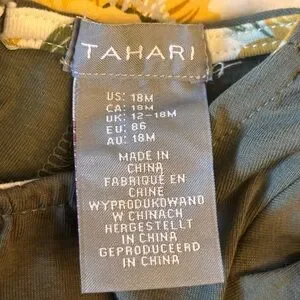 TAHARI
US: 18M
CA: 18M
UK: 12-18M
EU: 86
AU: 18M
MADE IN
CHINA
FABRIQUÉ EN
CHINE
WYPRODUKOWANO
W CHINACH
HERGESTELLT
IN CHINA
GEPRODUCEERD
IN CHINA